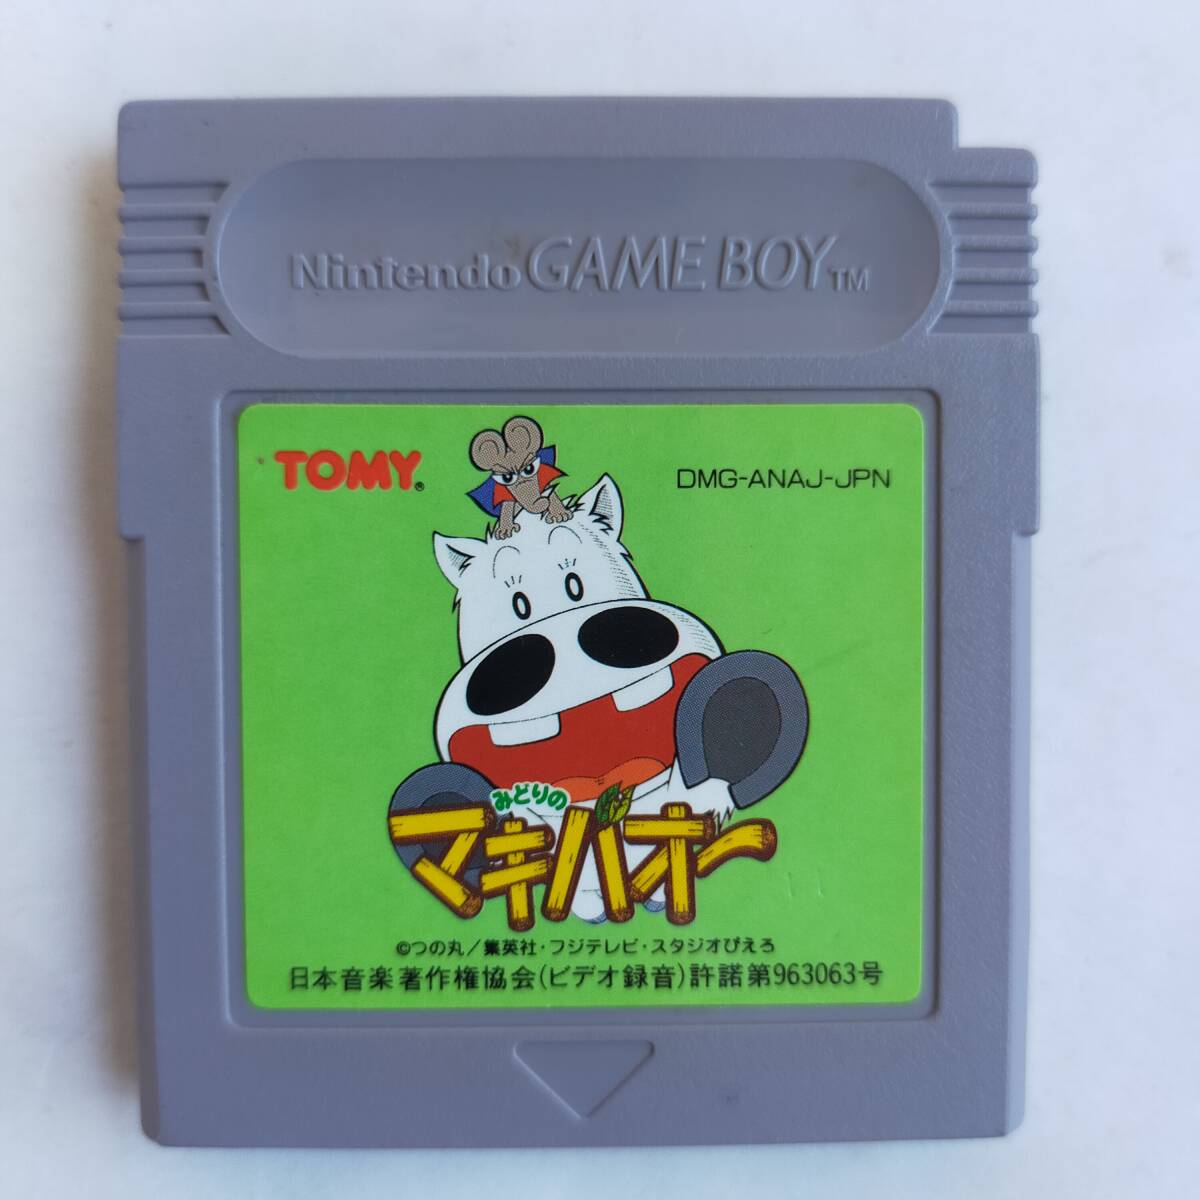 Nintendo GAME BOY TM
TOMY®
DMG-ANAJ-JPN
みどりの
マキバオー
©つの丸／集英社・フジテレビ・スタジオぴえろ
日本音楽著作権協会(ビデオ録音)許諾第963063号